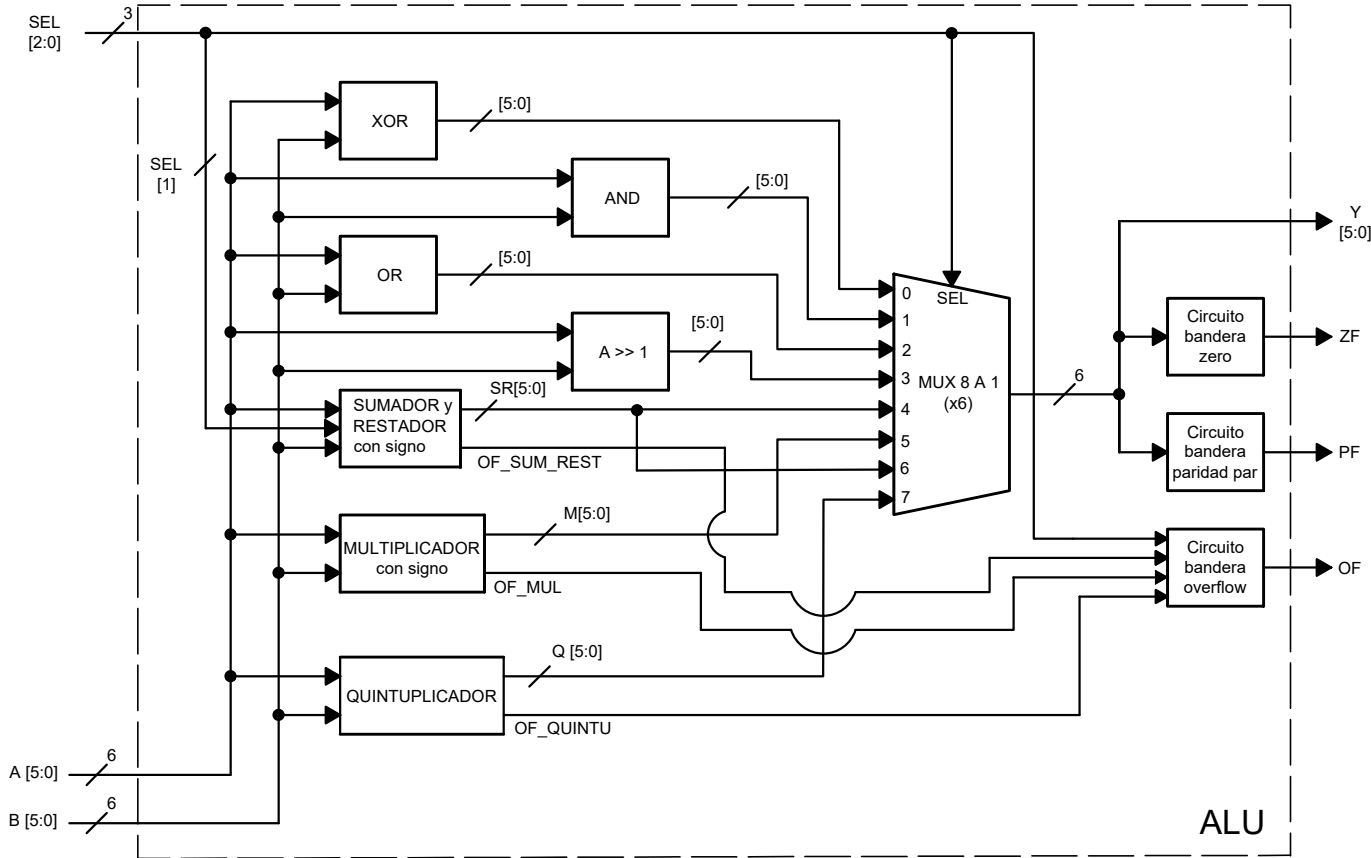 SEL
[2:0]
3
SEL
[1]
XOR
[5:0]
AND
[5:0]
OR
[5:0]
A >> 1
[5:0]
SUMADOR y
RESTADOR
con signo
SR[5:0]
OF_SUM_REST
MULTIPLICADOR
con signo
M[5:0]
OF_MUL
QUINTUPLICADOR
Q [5:0]
OF_QUINTU
A [5:0]
6
B [5:0]
6
SEL
0
1
2
3
4
5
6
7
MUX 8 A 1
(x6)
6
Y
[5:0]
Circuito
bandera
zero
ZF
Circuito
bandera
paridad par
PF
Circuito
bandera
overflow
OF
ALU